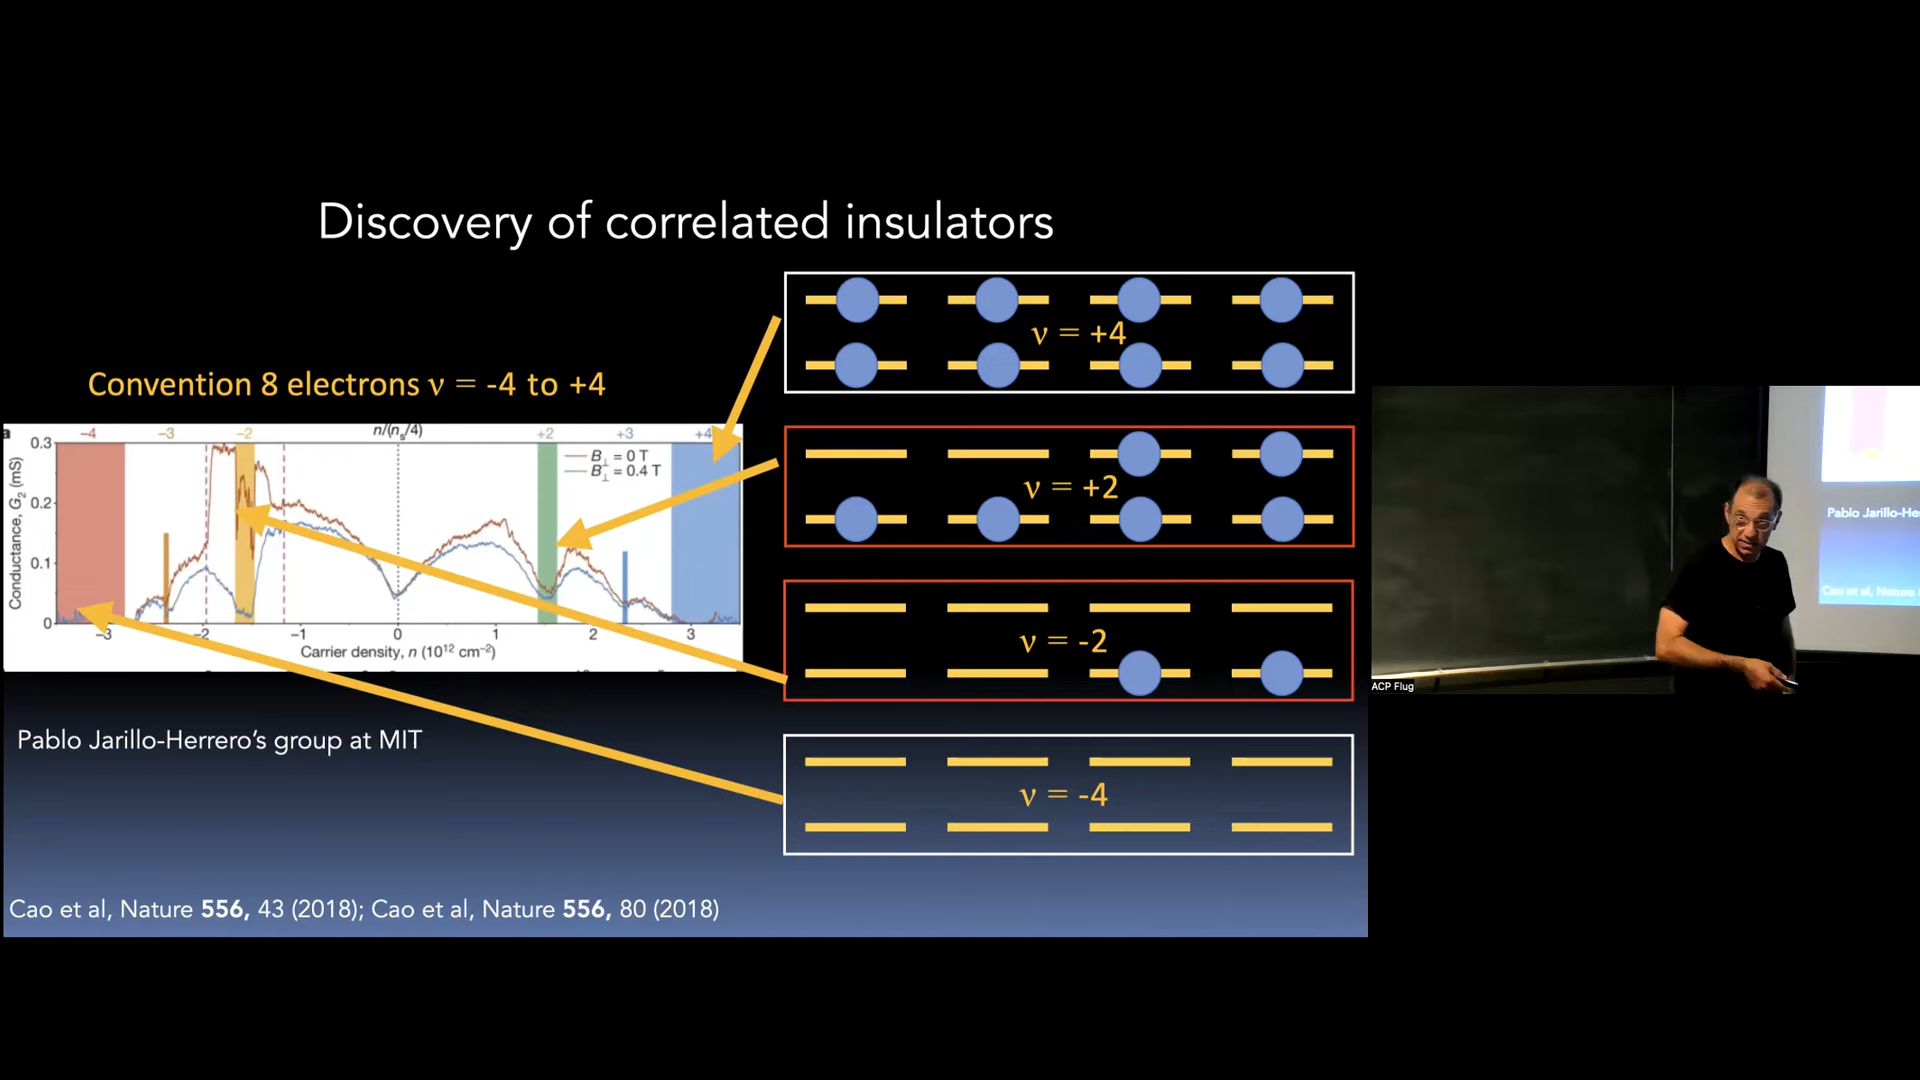 Discovery of correlated insulators
Convention 8 electrons ν = -4 to +4
a
−4 −3 −2 n/(nₛ/4) +2 +3 +4
0.3
0.2
0.1
0
Conductance, G₂ (mS)
B⊥ = 0 T
B⊥ = 0.4 T
−3 −2 −1 0 1 2 3
Carrier density, n (10¹² cm⁻²)
ν = +4
ν = +2
ν = -2
ν = -4
Pablo Jarillo-Herrero’s group at MIT
Cao et al, Nature 556, 43 (2018); Cao et al, Nature 556, 80 (2018)
Pablo Jarillo-He
Cao et al, Nature
ACP Flug